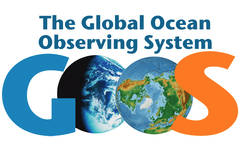 The Global Ocean
Observing System
GOOS